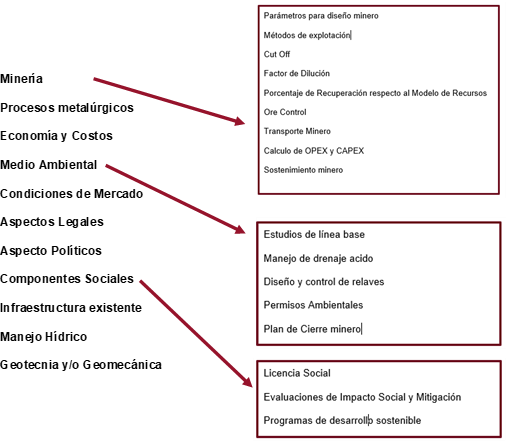 Minería
Procesos metalúrgicos
Economía y Costos
Medio Ambiental
Condiciones de Mercado
Aspectos Legales
Aspecto Políticos
Componentes Sociales
Infraestructura existente
Manejo Hídrico
Geotecnia y/o Geomecánica
Parámetros para diseño minero
Métodos de explotación
Cut Off
Factor de Dilución
Porcentaje de Recuperación respecto al Modelo de Recursos
Ore Control
Transporte Minero
Calculo de OPEX y CAPEX
Sostenimiento minero
Estudios de línea base
Manejo de drenaje acido
Diseño y control de relaves
Permisos Ambientales
Plan de Cierre minero
Licencia Social
Evaluaciones de Impacto Social y Mitigación
Programas de desarrollo sostenible